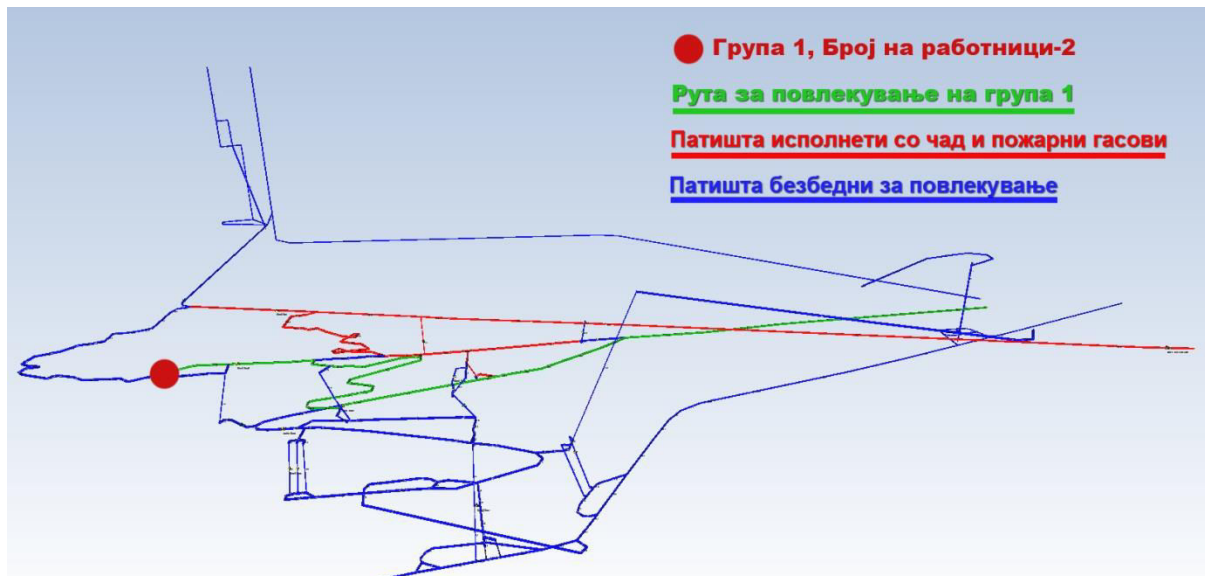 Група 1, Број на работници-2
Рута за повлекување на група 1
Патишта исполнети со чад и пожарни гасови
Патишта безбедни за повлекување